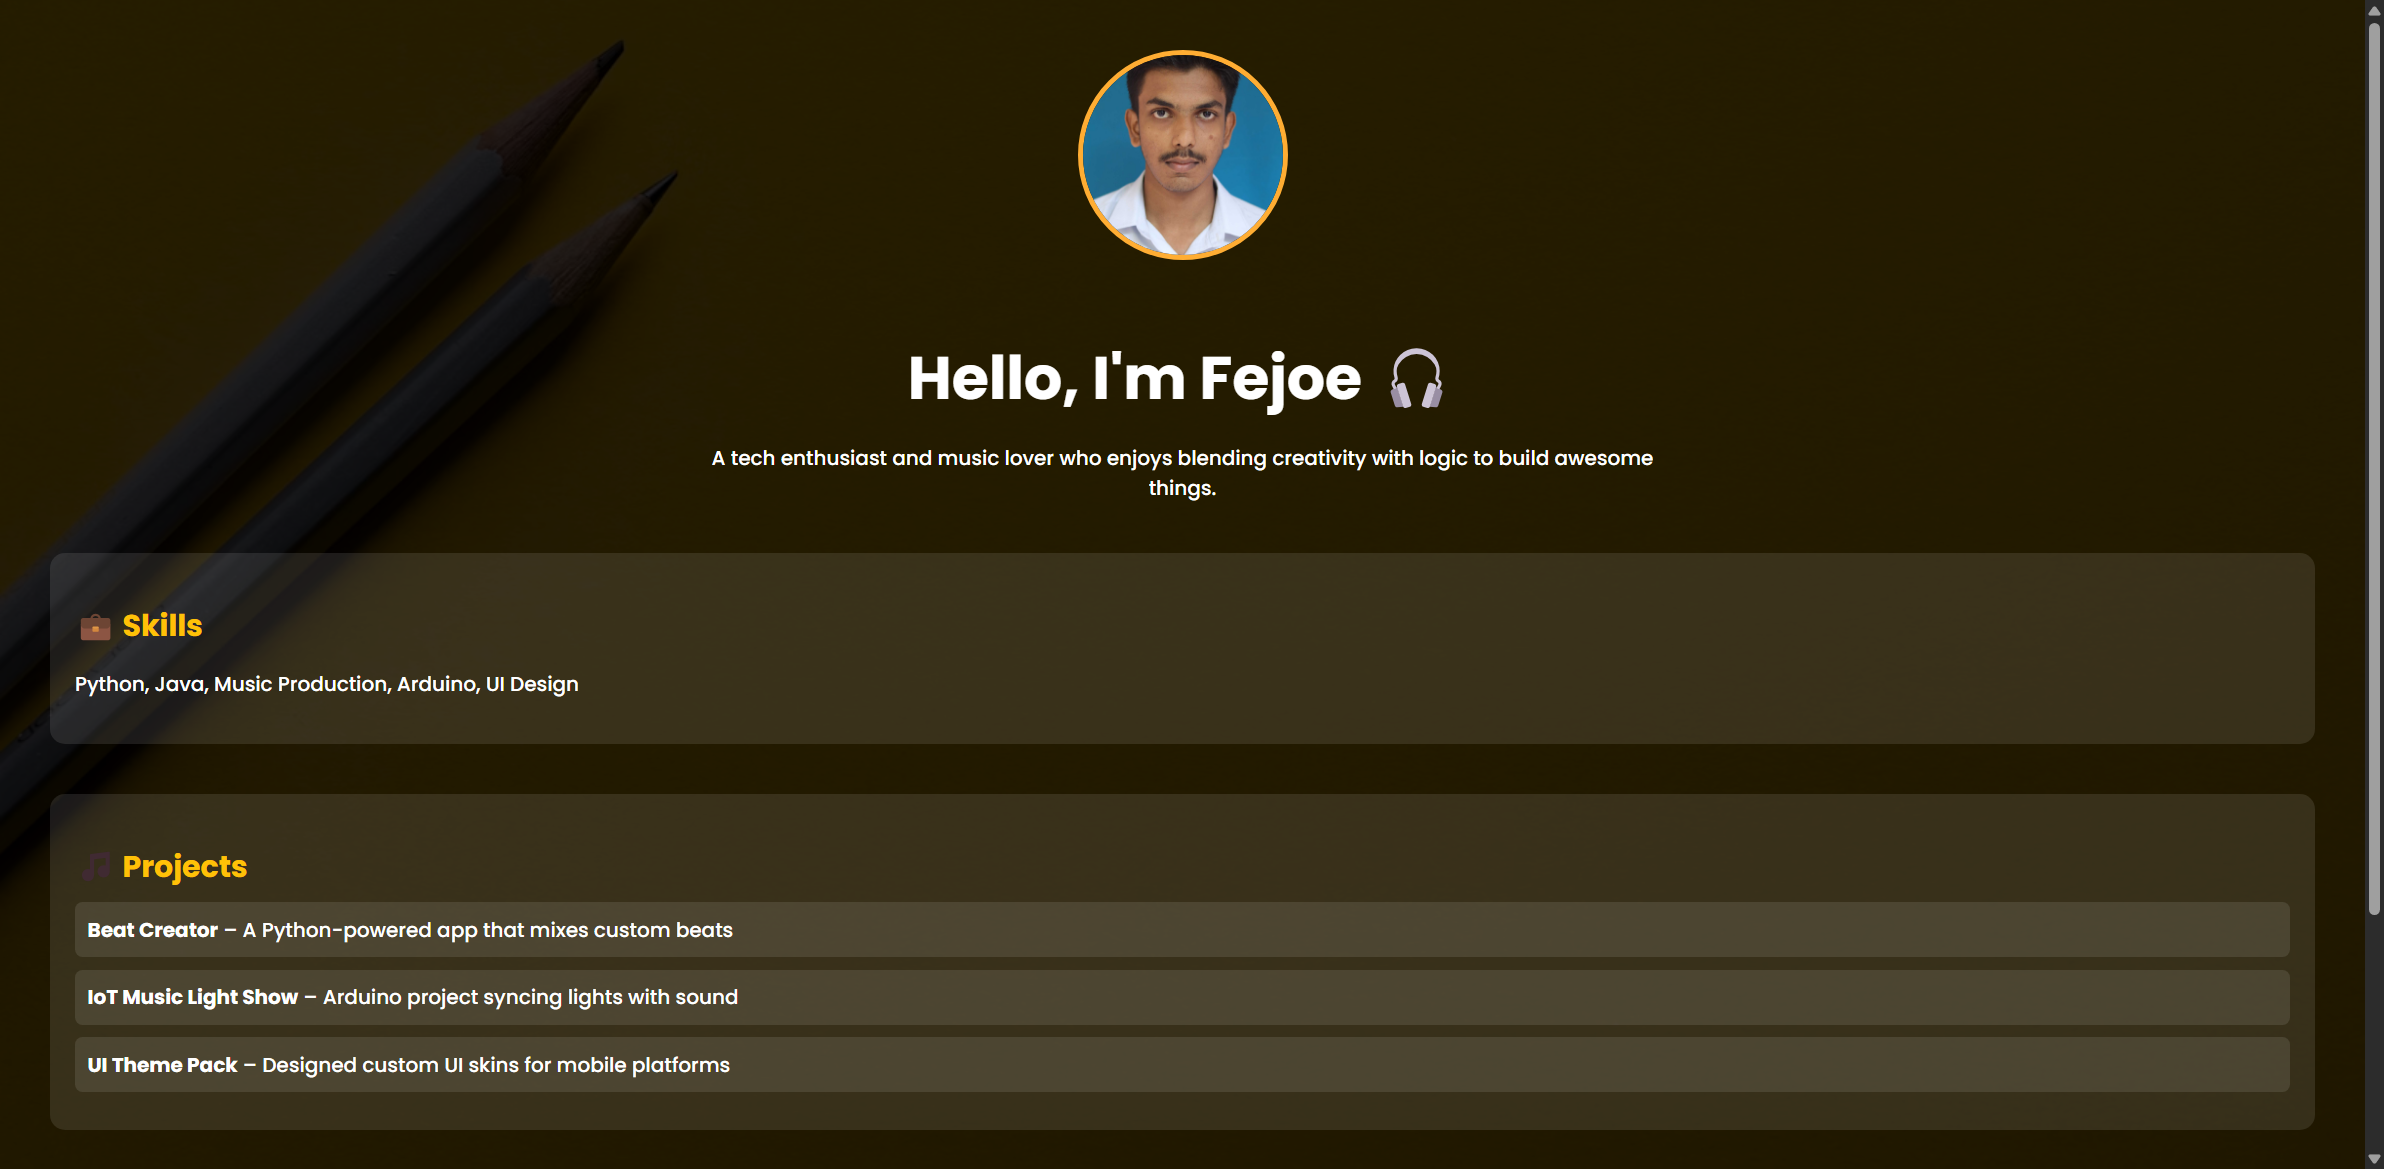 Hello, I'm Fejoe 🎧
A tech enthusiast and music lover who enjoys blending creativity with logic to build awesome
things.
💼 Skills
Python, Java, Music Production, Arduino, UI Design
🎵 Projects
Beat Creator – A Python-powered app that mixes custom beats
IoT Music Light Show – Arduino project syncing lights with sound
UI Theme Pack – Designed custom UI skins for mobile platforms